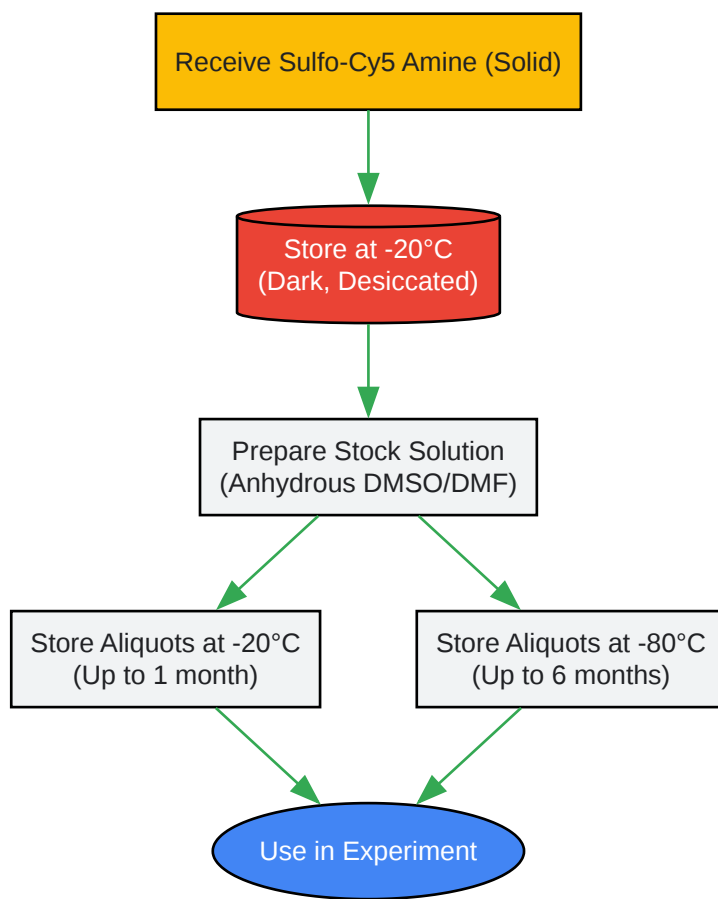 Receive Sulfo-Cy5 Amine (Solid)
Store at -20°C
(Dark, Desiccated)
Prepare Stock Solution
(Anhydrous DMSO/DMF)
Store Aliquots at -20°C
(Up to 1 month)
Store Aliquots at -80°C
(Up to 6 months)
Use in Experiment